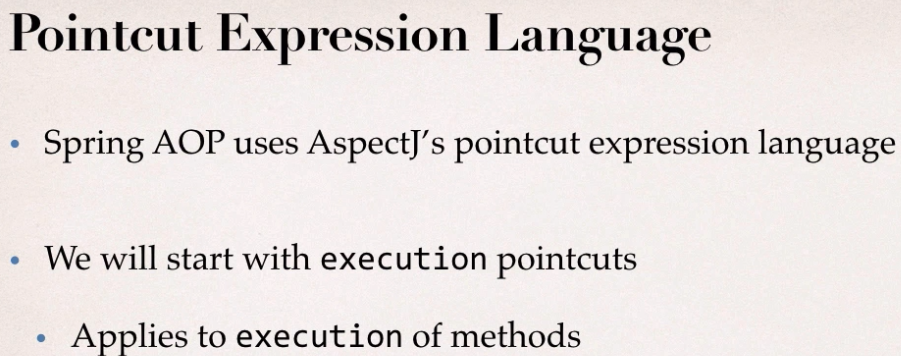 Pointcut Expression Language
• Spring AOP uses AspectJ’s pointcut expression language
• We will start with execution pointcuts
• Applies to execution of methods